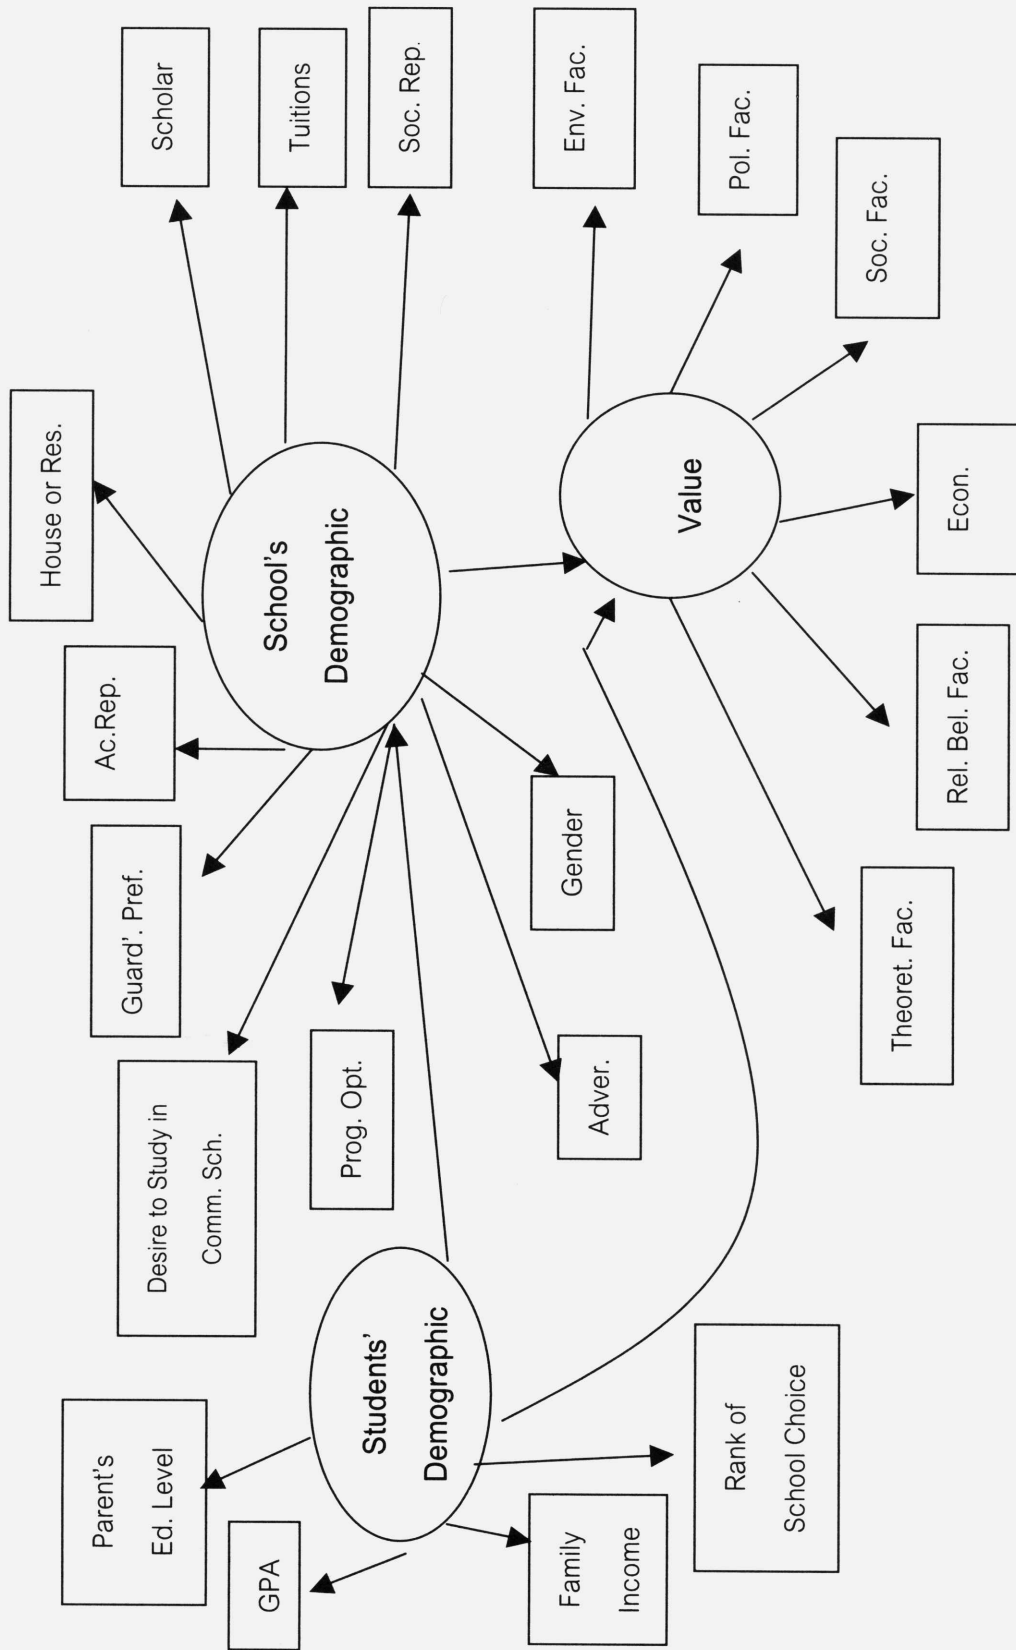 Parent's
Ed. Level
GPA
Students'
Demographic
Family
Income
Rank of
School Choice
Desire to Study in
Comm. Sch.
Prog. Opt.
Adver.
Guard'. Pref.
Ac.Rep.
Gender
House or Res.
School's
Demographic
Scholar
Tuitions
Soc. Rep.
Value
Env. Fac.
Pol. Fac.
Soc. Fac.
Econ.
Rel. Bel. Fac.
Theoret. Fac.